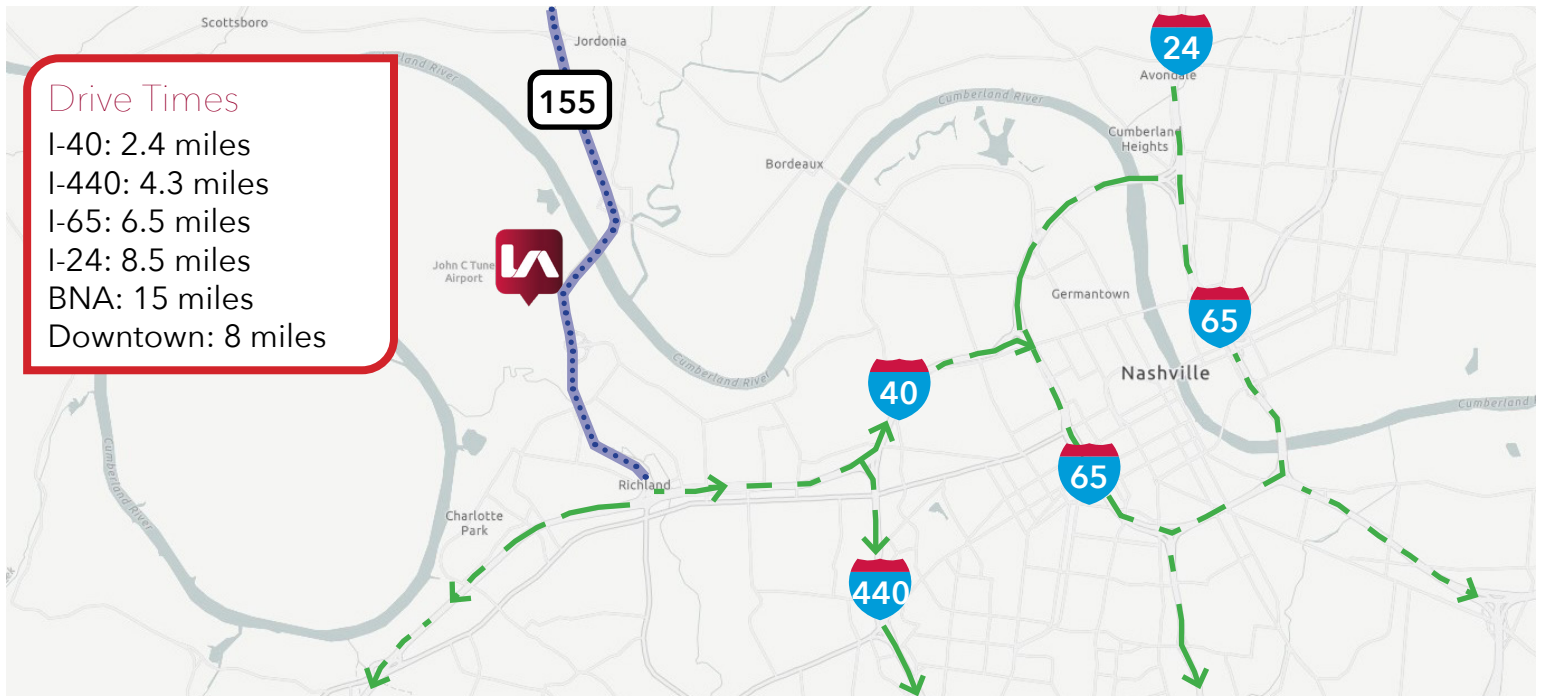 Scottsboro
Jordonia
24
Avondale
Drive Times
I-40: 2.4 miles
I-440: 4.3 miles
I-65: 6.5 miles
I-24: 8.5 miles
BNA: 15 miles
Downtown: 8 miles
River
155
Cumberland River
Cumberland
Heights
Bordeaux
John C Tune
Airport
LA
Germantown
65
Cumberland River
Nashville
40
Cumberland
Cumberland River
65
Richland
Charlotte
Park
440